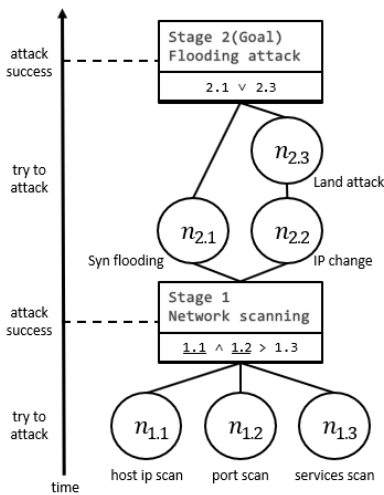 attack
success
Stage 2(Goal)
Flooding attack
2.1 ∨ 2.3
try to
attack
n2.3
Land attack
n2.1
n2.2
Syn flooding
IP change
attack
success
Stage 1
Network scanning
1.1 ∧ 1.2 > 1.3
try to
attack
n1.1
n1.2
n1.3
host ip scan
port scan
services scan
time